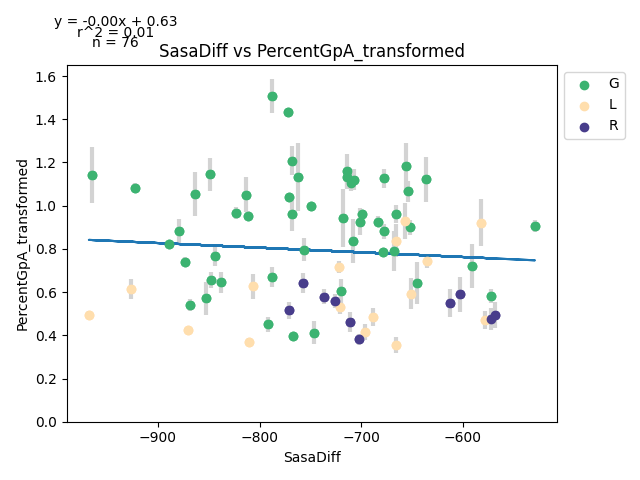 y = -0.00x + 0.63
r^2 = 0.01
n = 76
SasaDiff vs PercentGpA_transformed
G
L
R
PercentGpA_transformed
1.6
1.4
1.2
1.0
0.8
0.6
0.4
0.2
0.0
−900
−800
−700
−600
SasaDiff